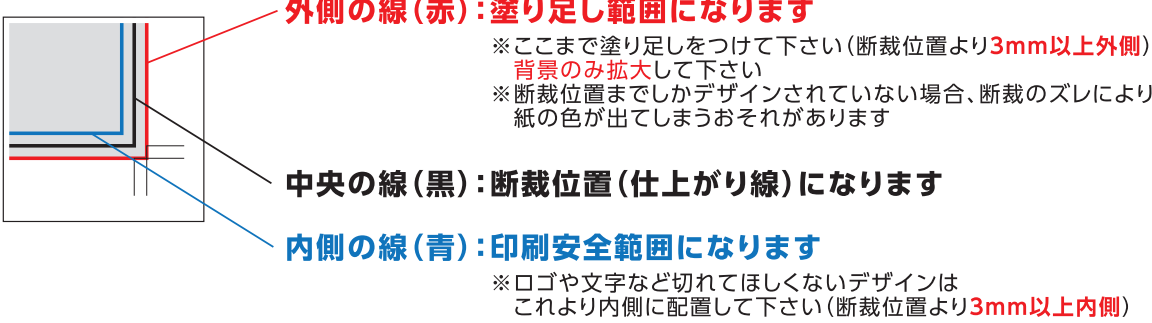 外側の線（赤）：塗り足し範囲になります
※ここまで塗り足しをつけて下さい（断裁位置より3mm以上外側）
背景のみ拡大して下さい
※断裁位置までしかデザインされていない場合、断裁のズレにより
紙の色が出てしまうおそれがあります
中央の線（黒）：断裁位置（仕上がり線）になります
内側の線（青）：印刷安全範囲になります
※ロゴや文字など切れてほしくないデザインは
これより内側に配置して下さい（断裁位置より3mm以上内側）